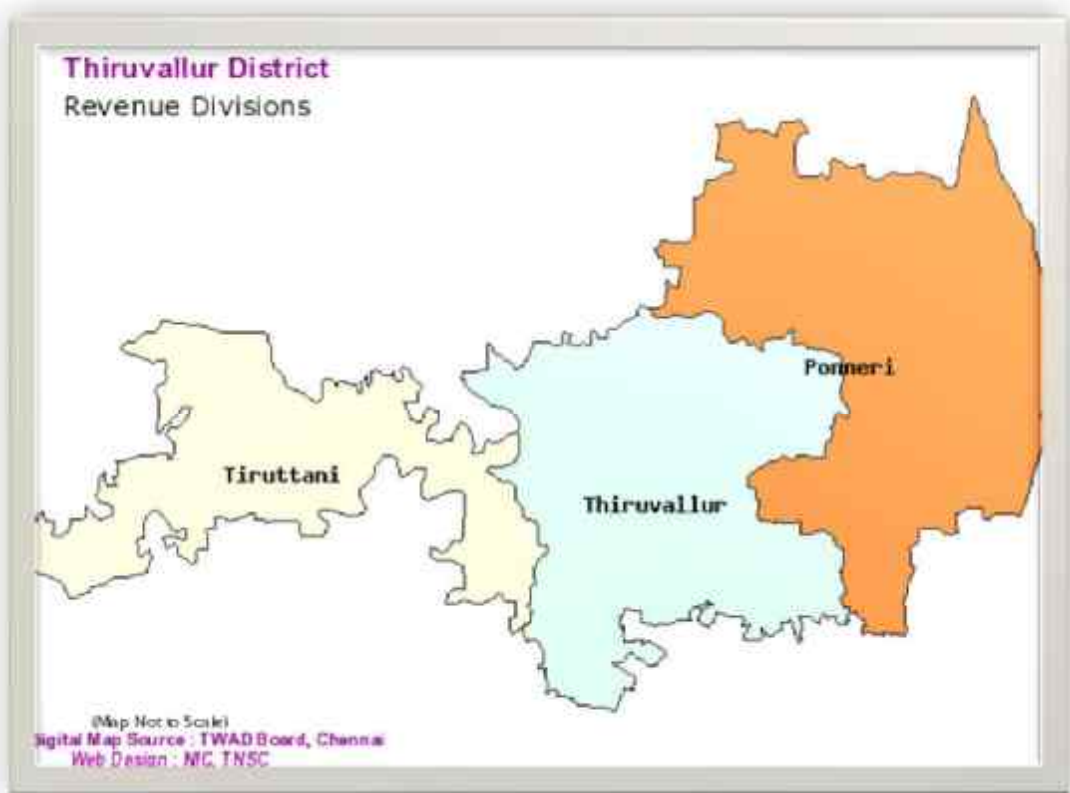 Thiruvallur District
Revenue Divisions
Ponneri
Tiruttani
Thiruvallur
(Map Not to Scale)
igital Map Source : TWAD Board, Chennai
Web Design : NIC, TNSC